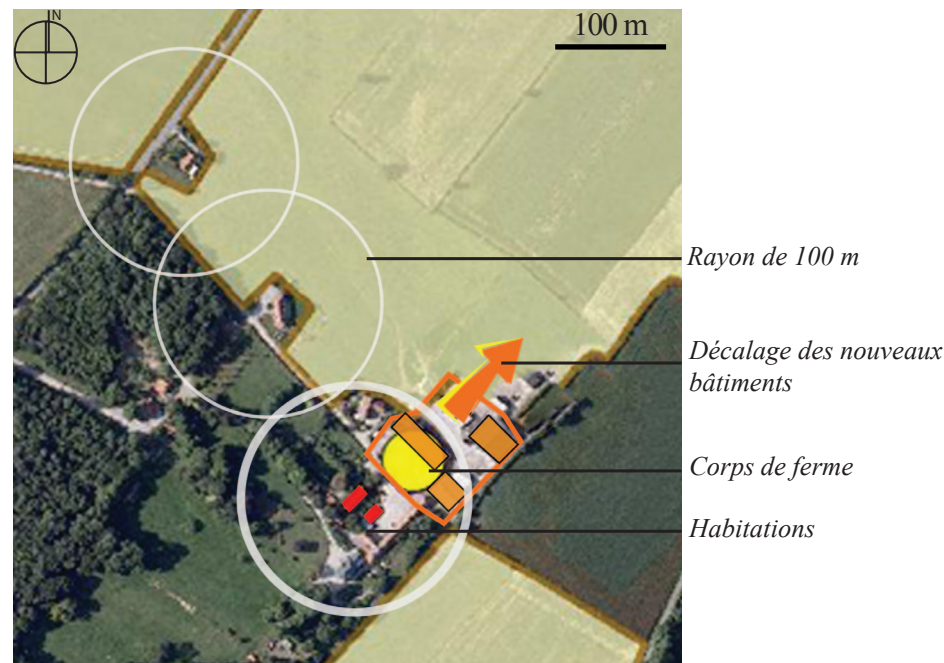 N
100 m
Rayon de 100 m
Décalage des nouveaux
bâtiments
Corps de ferme
Habitations